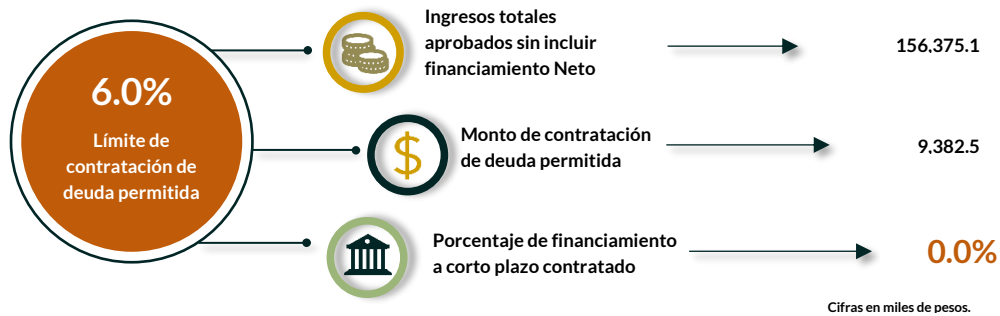 6.0%
Límite de
contratación de
deuda permitida
Ingresos totales
aprobados sin incluir
financiamiento Neto
156,375.1
$
Monto de contratación
de deuda permitida
9,382.5
Porcentaje de financiamiento
a corto plazo contratado
0.0%
Cifras en miles de pesos.